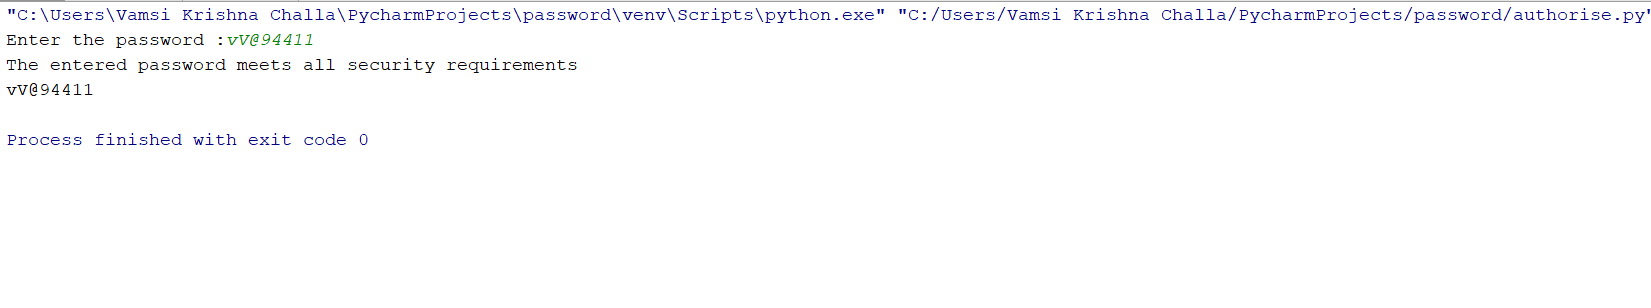 "C:\Users\Vamsi Krishna Challa\PycharmProjects\password\venv\Scripts\python.exe" "C:/Users/Vamsi Krishna Challa/PycharmProjects/password/authorise.py"
Enter the password :vV@94411
The entered password meets all security requirements
vV@94411
Process finished with exit code 0